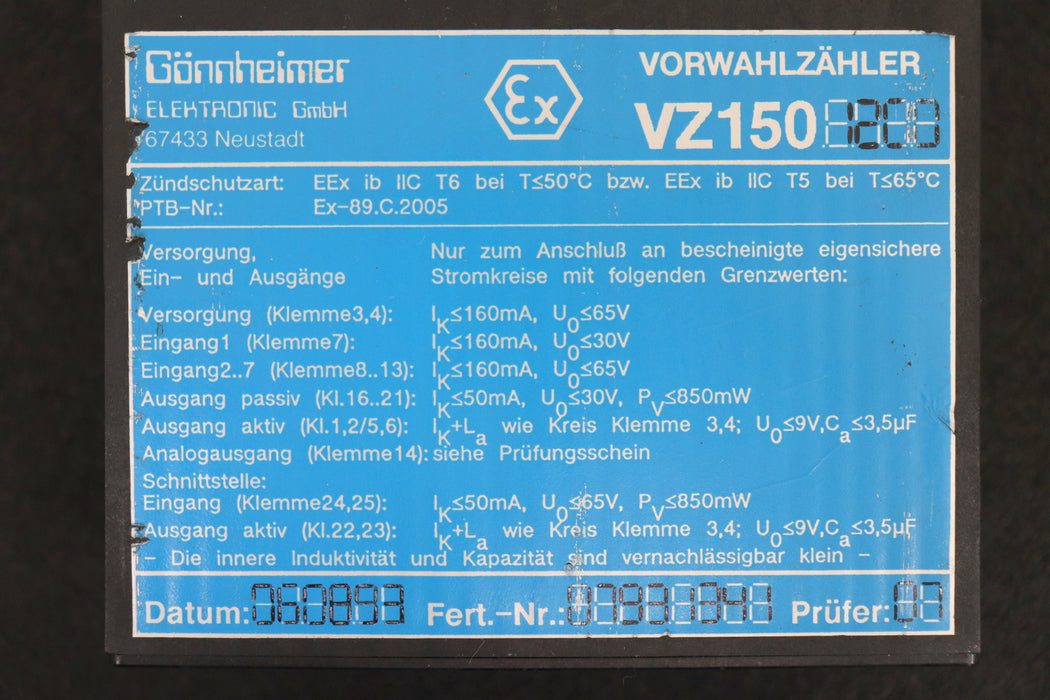 Gönnheimer
ELEKTRONIC GmbH
67433 Neustadt
VORWAHLZÄHLER
VZ150 1200
Ex
Zündschutzart: EEx ib IIC T6 bei T≤50°C bzw. EEx ib IIC T5 bei T≤65°C
PTB-Nr.: Ex-89.C.2005
Versorgung, Nur zum Anschluß an bescheinigte eigensichere
Ein- und Ausgänge Stromkreise mit folgenden Grenzwerten:
Versorgung (Klemme3,4): IK≤160mA, U0≤65V
Eingang1 (Klemme7): IK≤160mA, U0≤30V
Eingang2..7 (Klemme8..13): IK≤160mA, U0≤65V
Ausgang passiv (Kl.16..21): IK≤50mA, U0≤30V, PV≤850mW
Ausgang aktiv (Kl.1,2/5,6): IK+La wie Kreis Klemme 3,4; U0≤9V,Ca≤3,5µF
Analogausgang (Klemme14): siehe Prüfungsschein
Schnittstelle:
Eingang (Klemme24,25): IK≤50mA, U0≤65V, PV≤850mW
Ausgang aktiv (Kl.22,23): IK+La wie Kreis Klemme 3,4; U0≤9V,Ca≤3,5µF
- Die innere Induktivität und Kapazität sind vernachlässigbar klein -
Datum: 060893 Fert.-Nr.: Prüfer: 07